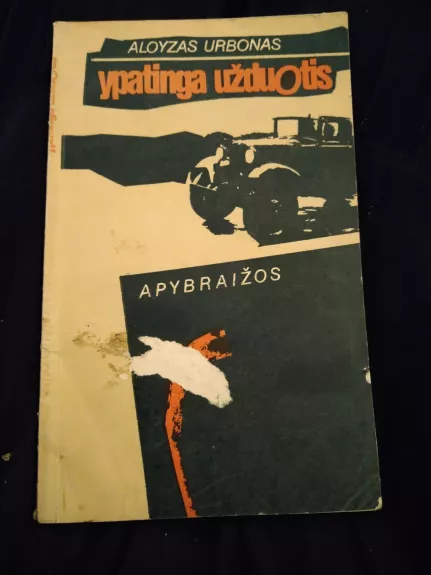 ALOYZAS URBONAS
ypatinga užduOtis
APYBRAIŽOS